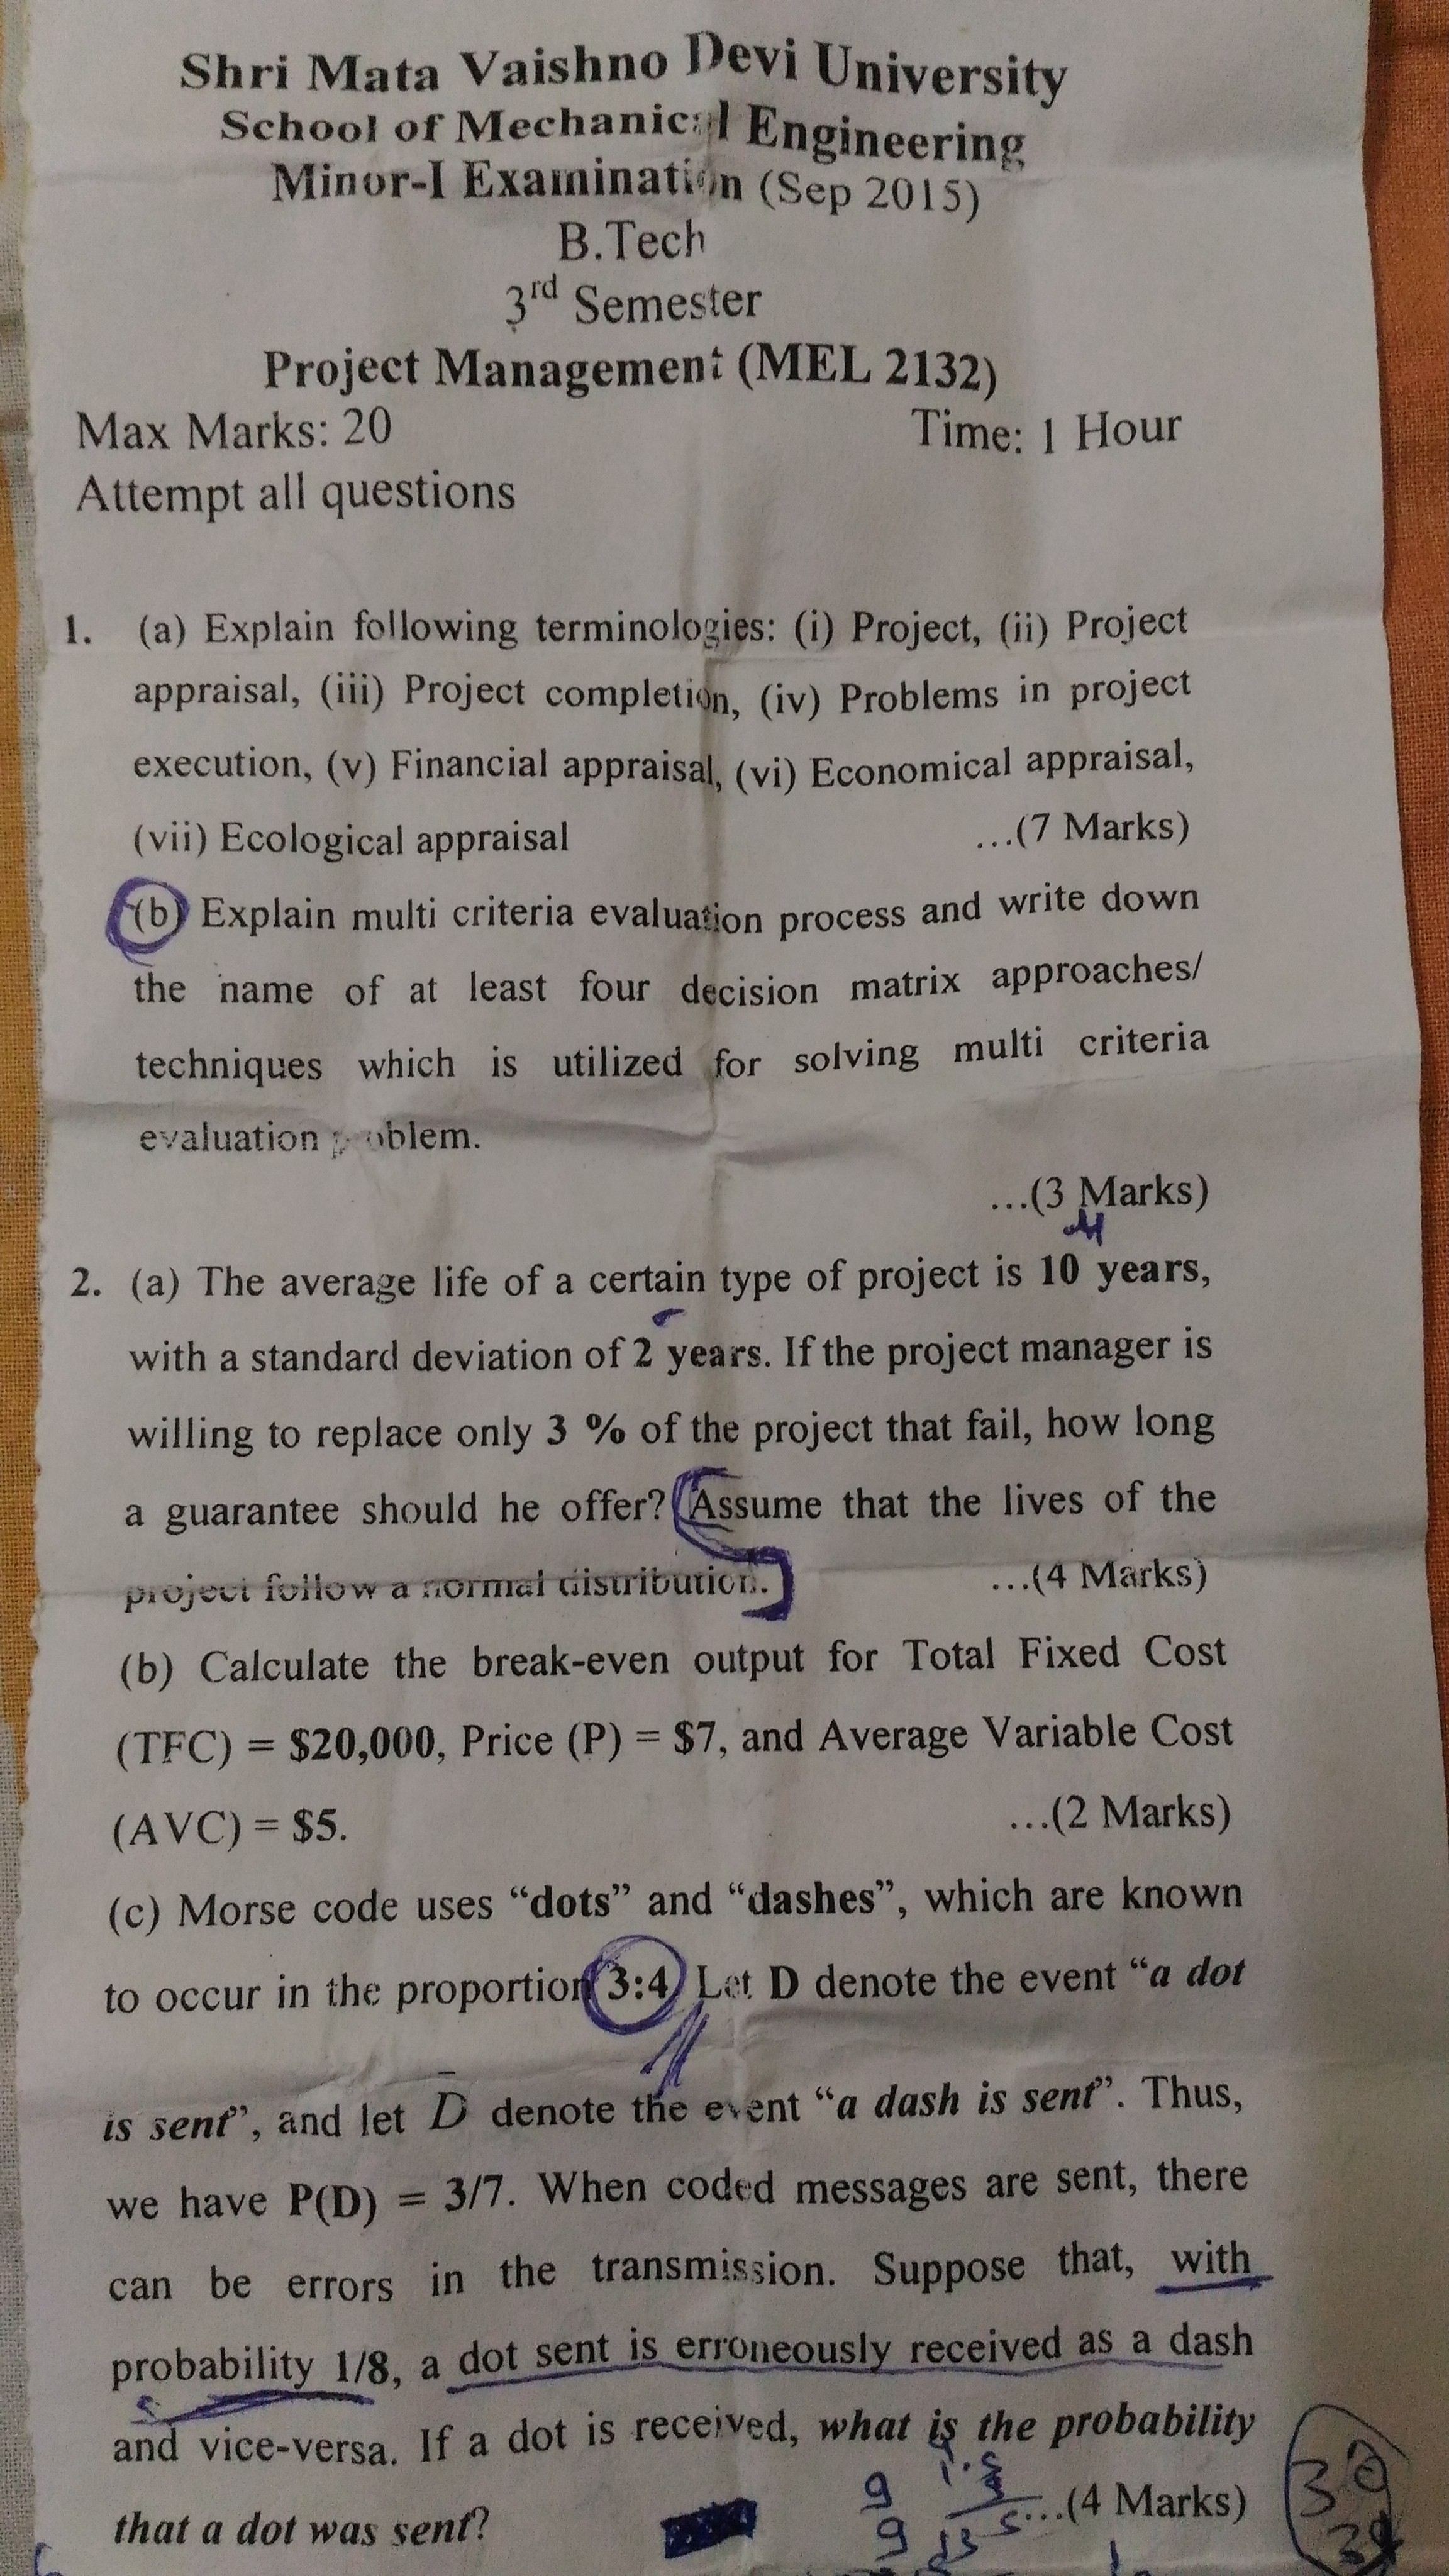 Shri Mata Vaishno Devi University
School of Mechanical Engineering
Minor-I Examination (Sep 2015)
B.Tech
3rd Semester
Project Management (MEL 2132)
Max Marks: 20 Time: 1 Hour
Attempt all questions
1. (a) Explain following terminologies: (i) Project, (ii) Project
appraisal, (iii) Project completion, (iv) Problems in project
execution, (v) Financial appraisal, (vi) Economical appraisal,
(vii) Ecological appraisal ...(7 Marks)
(b) Explain multi criteria evaluation process and write down
the name of at least four decision matrix approaches/
techniques which is utilized for solving multi criteria
evaluation problem.
...(3 Marks)
2. (a) The average life of a certain type of project is 10 years,
with a standard deviation of 2 years. If the project manager is
willing to replace only 3 % of the project that fail, how long
a guarantee should he offer? Assume that the lives of the
project follow a normal distribution. ...(4 Marks)
(b) Calculate the break-even output for Total Fixed Cost
(TFC) = $20,000, Price (P) = $7, and Average Variable Cost
(AVC) = $5. ...(2 Marks)
(c) Morse code uses “dots” and “dashes”, which are known
to occur in the proportion 3:4. Let D denote the event “a dot
is sent”, and let D̄ denote the event “a dash is sent”. Thus,
we have P(D) = 3/7. When coded messages are sent, there
can be errors in the transmission. Suppose that, with
probability 1/8, a dot sent is erroneously received as a dash
and vice-versa. If a dot is received, what is the probability
that a dot was sent? ...(4 Marks)